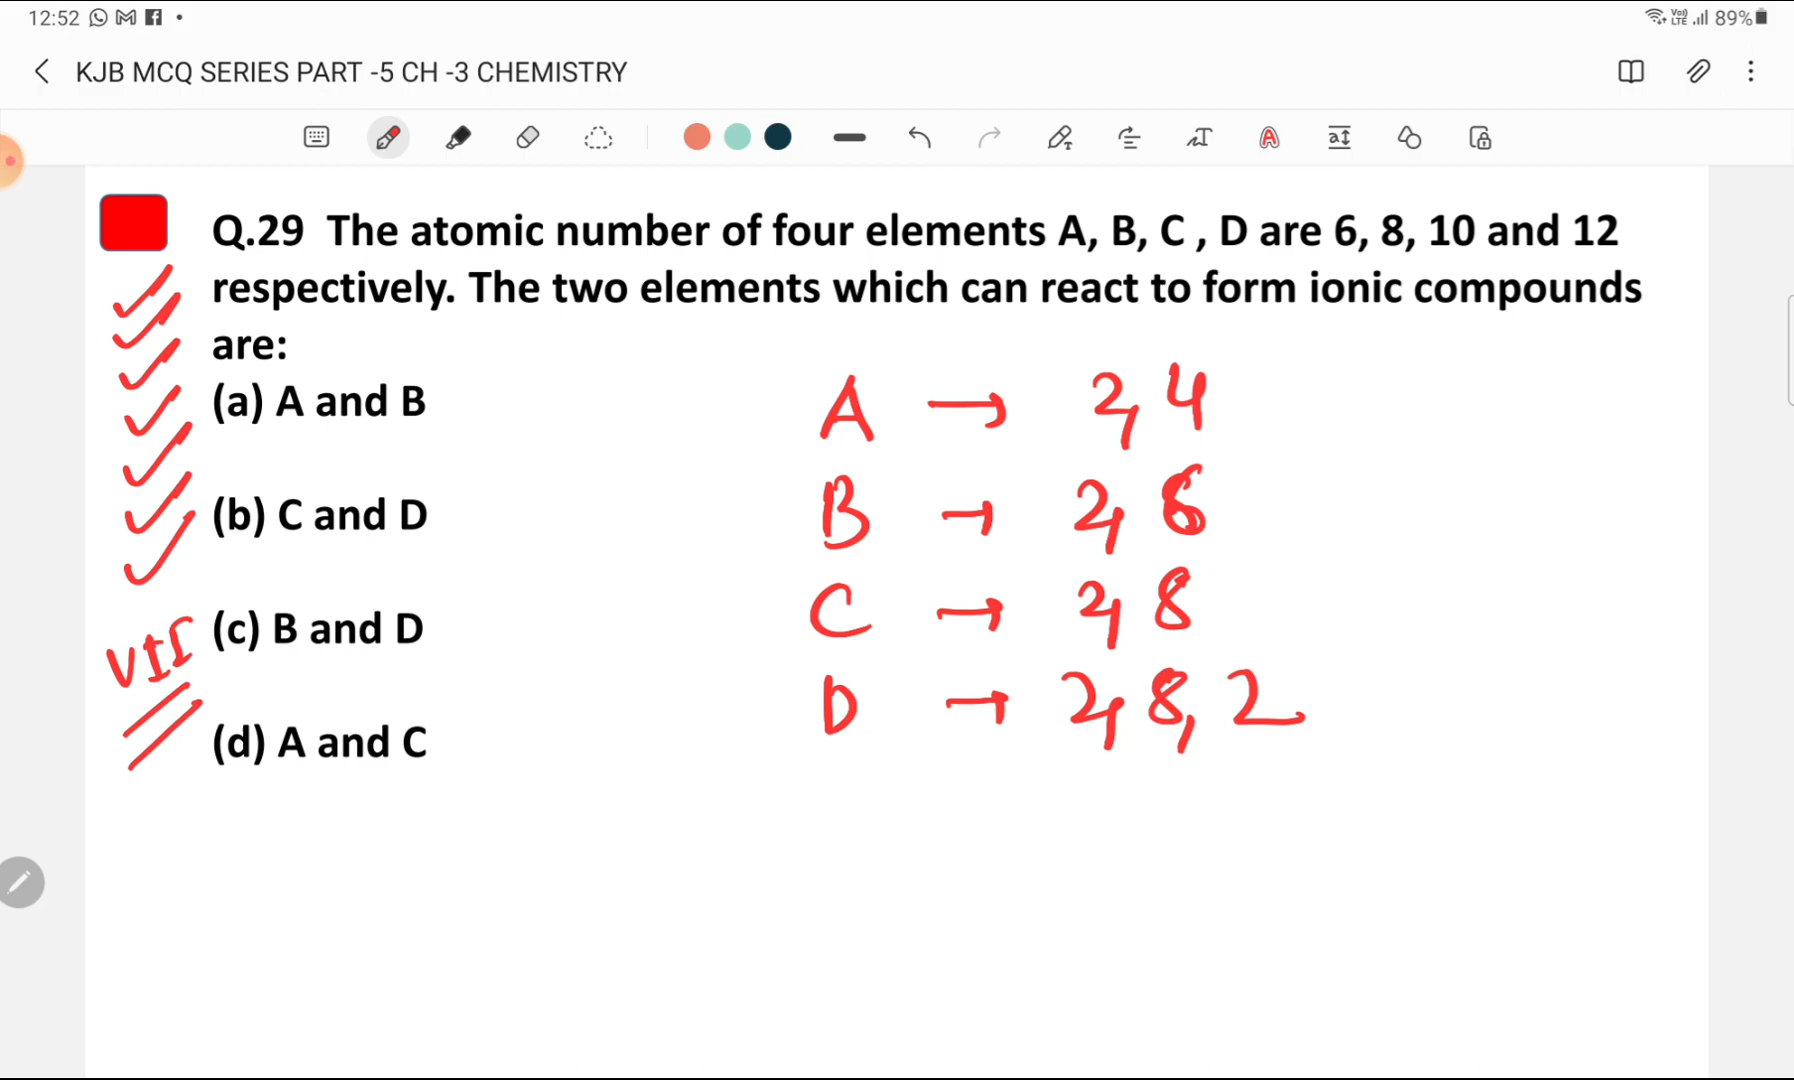 12:52
89%
KJB MCQ SERIES PART -5 CH -3 CHEMISTRY
Q.29 The atomic number of four elements A, B, C , D are 6, 8, 10 and 12
respectively. The two elements which can react to form ionic compounds
are:
(a) A and B
(b) C and D
(c) B and D
(d) A and C
A → 2, 4
B → 2, 6
C → 2, 8
D → 2, 8, 2